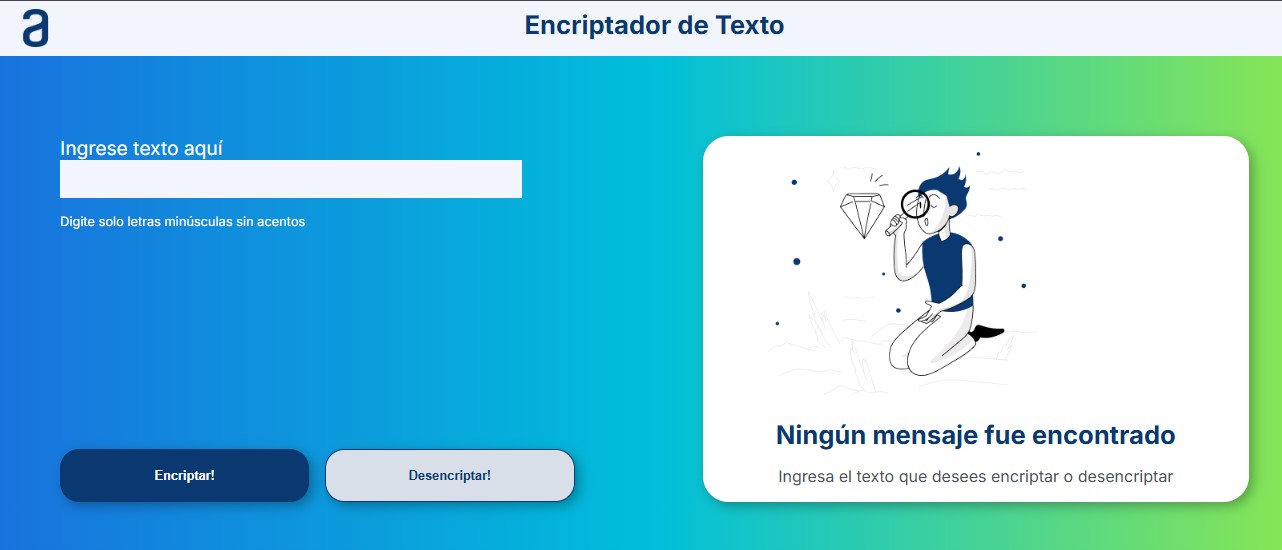 a
Encriptador de Texto
Ingrese texto aquí
Digite solo letras minúsculas sin acentos
Encriptar!
Desencriptar!
Ningún mensaje fue encontrado
Ingresa el texto que desees encriptar o desencriptar